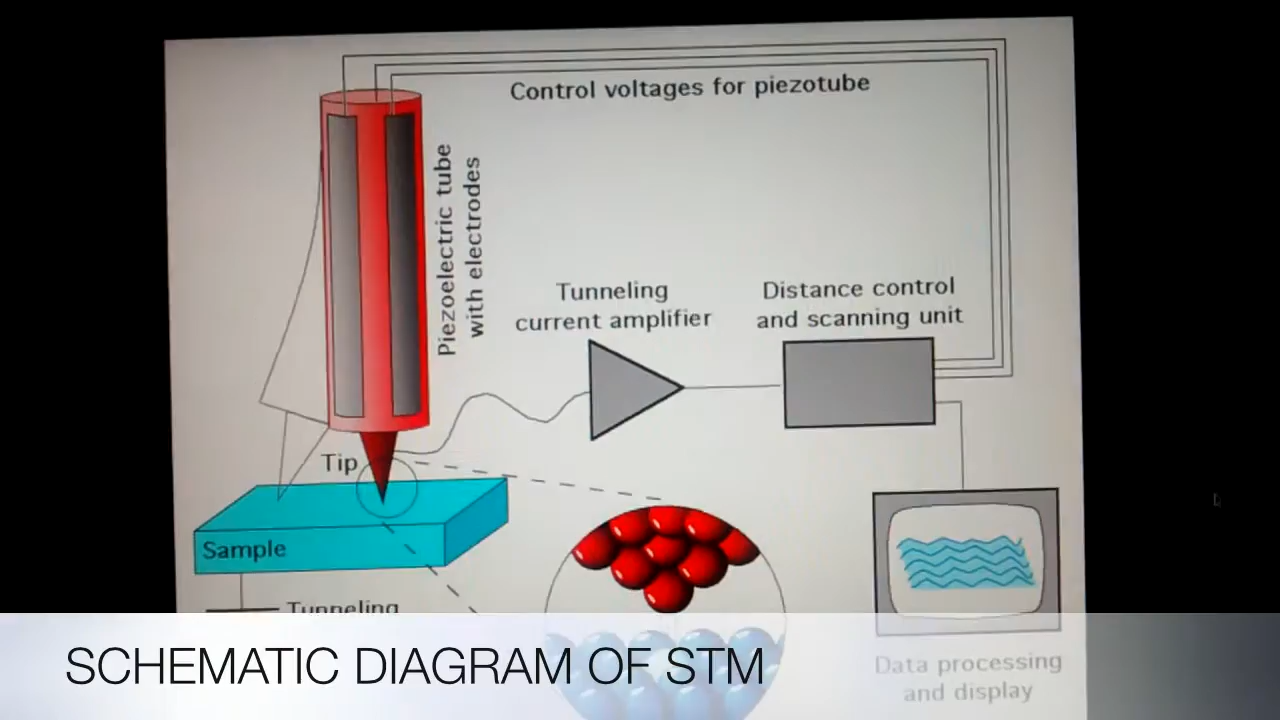 Control voltages for piezotube
Piezoelectric tube
with electrodes
Tunneling
current amplifier
Distance control
and scanning unit
Tip
Sample
Tunneling
Data processing
and display
SCHEMATIC DIAGRAM OF STM